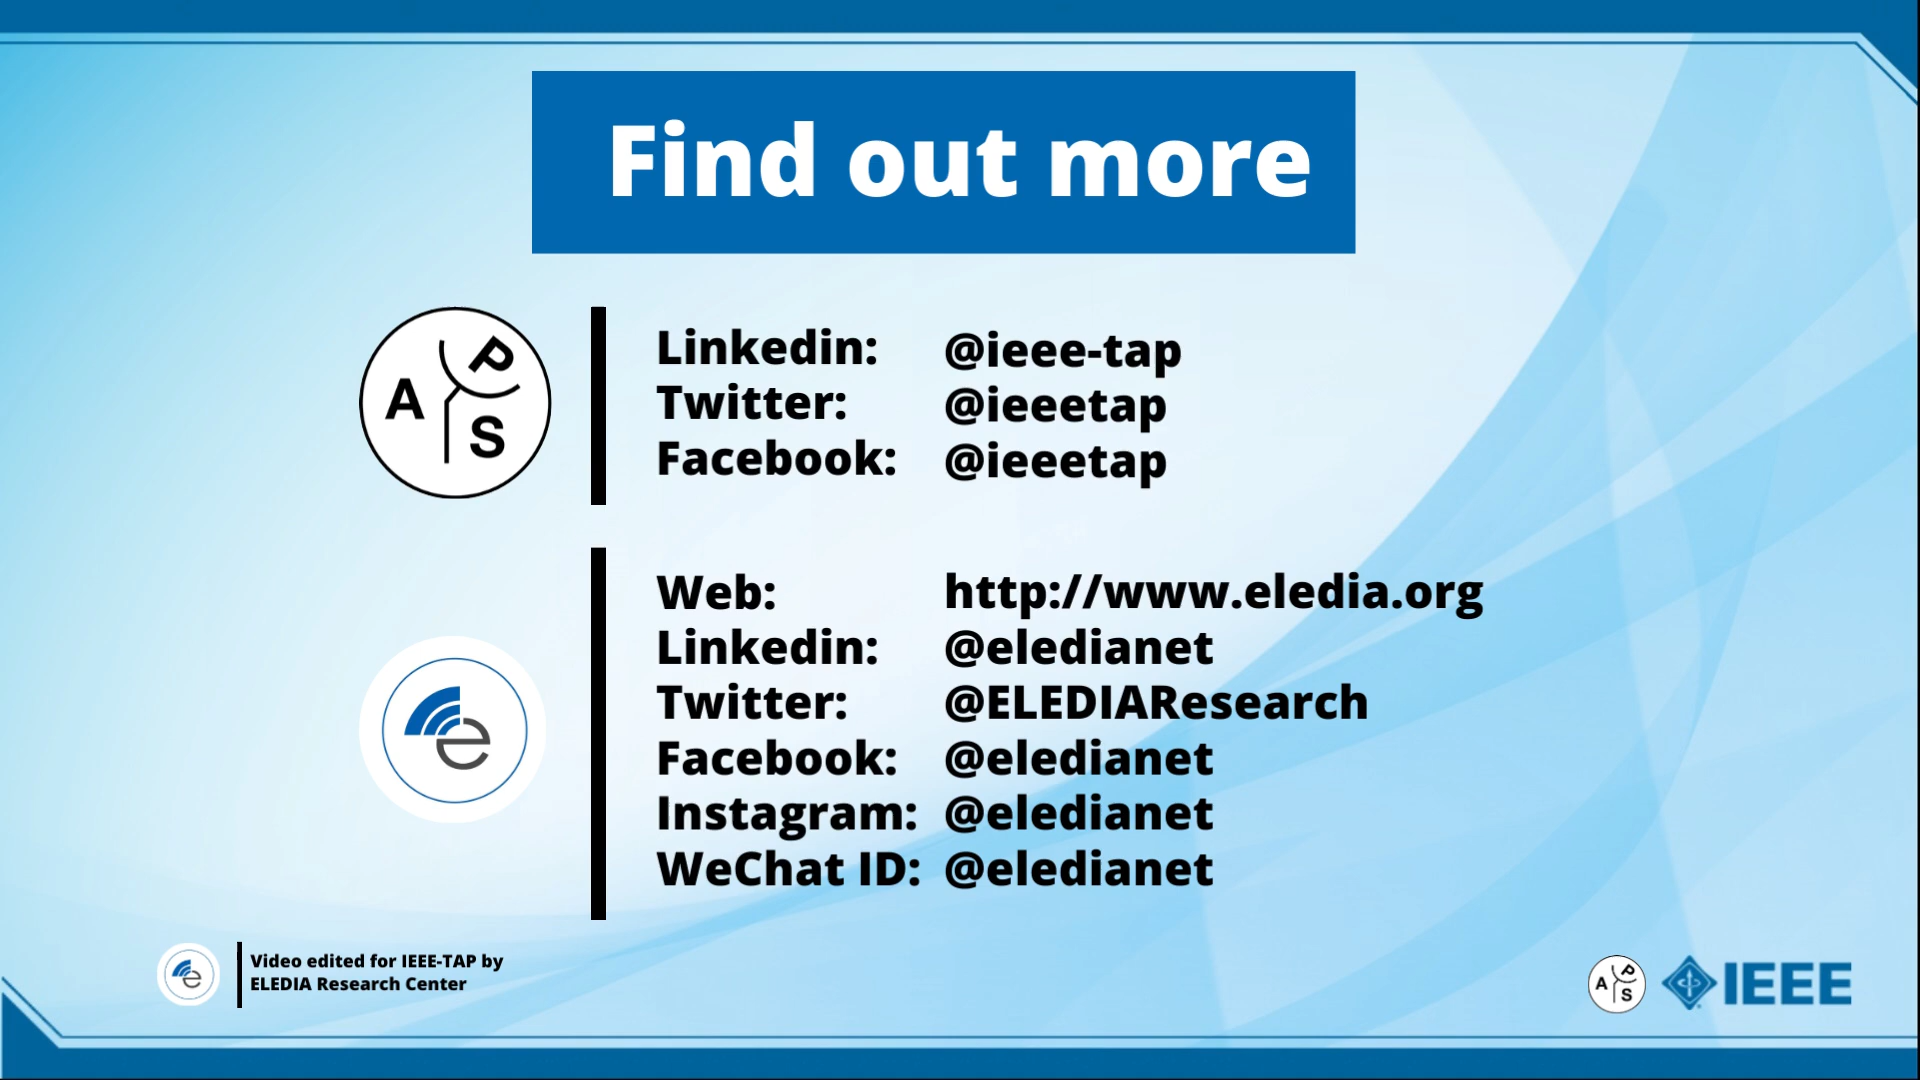 Find out more
A P S
Linkedin: @ieee-tap
Twitter: @ieeetap
Facebook: @ieeetap
e
Web: http://www.eledia.org
Linkedin: @eledianet
Twitter: @ELEDIAResearch
Facebook: @eledianet
Instagram: @eledianet
WeChat ID: @eledianet
e
Video edited for IEEE-TAP by
ELEDIA Research Center
A P S
IEEE